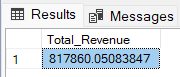 Results Messages
Total_Revenue
1 817860.05083847